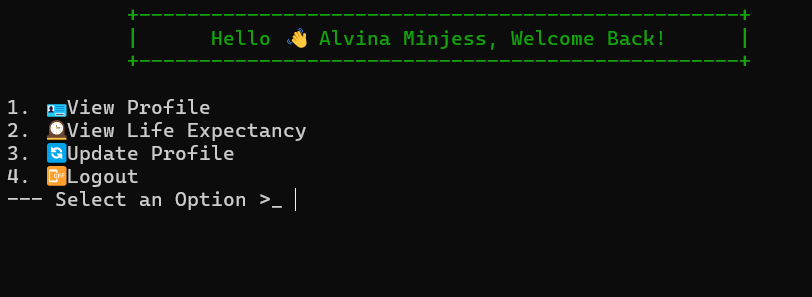 +--------------------------------------------------+
|      Hello 👋 Alvina Minjess, Welcome Back!      |
+--------------------------------------------------+
1. 🪪View Profile
2. 🕰️View Life Expectancy
3. 🔄Update Profile
4. 📴Logout
--- Select an Option >_